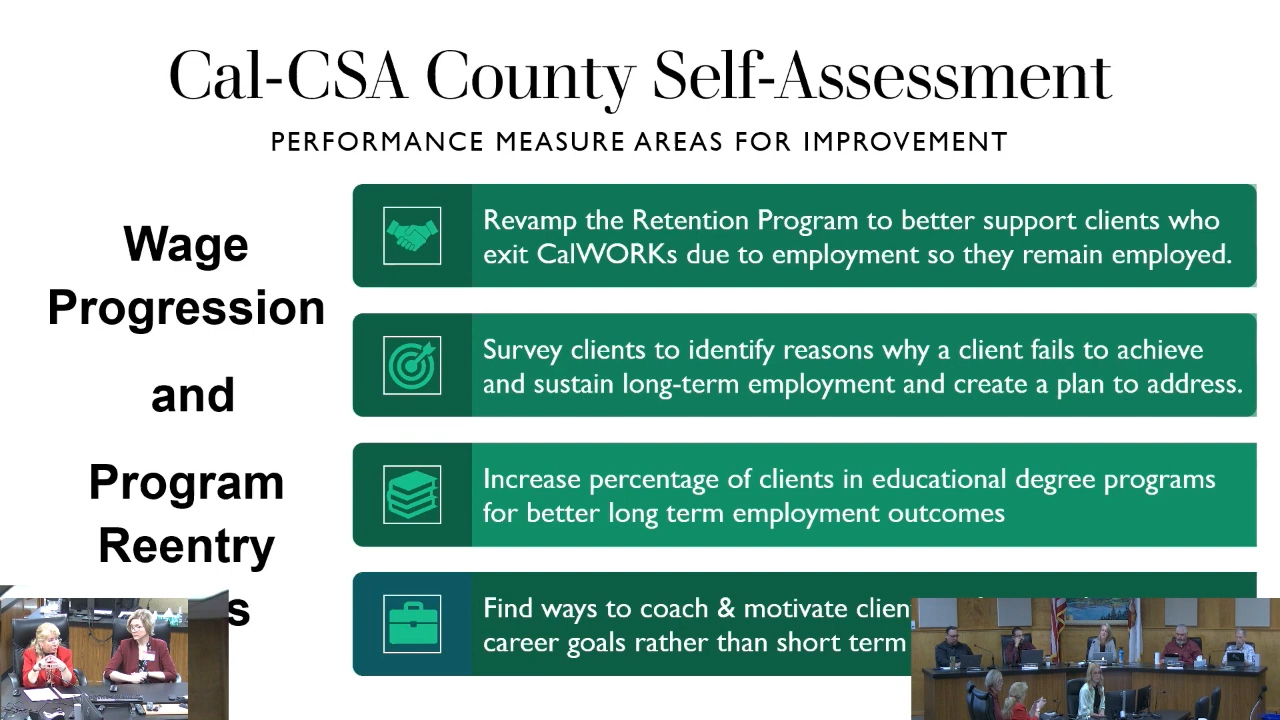 Cal-CSA County Self-Assessment
PERFORMANCE MEASURE AREAS FOR IMPROVEMENT
Wage
Progression
and
Program
Reentry
Revamp the Retention Program to better support clients who
exit CalWORKs due to employment so they remain employed.
Survey clients to identify reasons why a client fails to achieve
and sustain long-term employment and create a plan to address.
Increase percentage of clients in educational degree programs
for better long term employment outcomes
Find ways to coach & motivate
career goals rather than short term